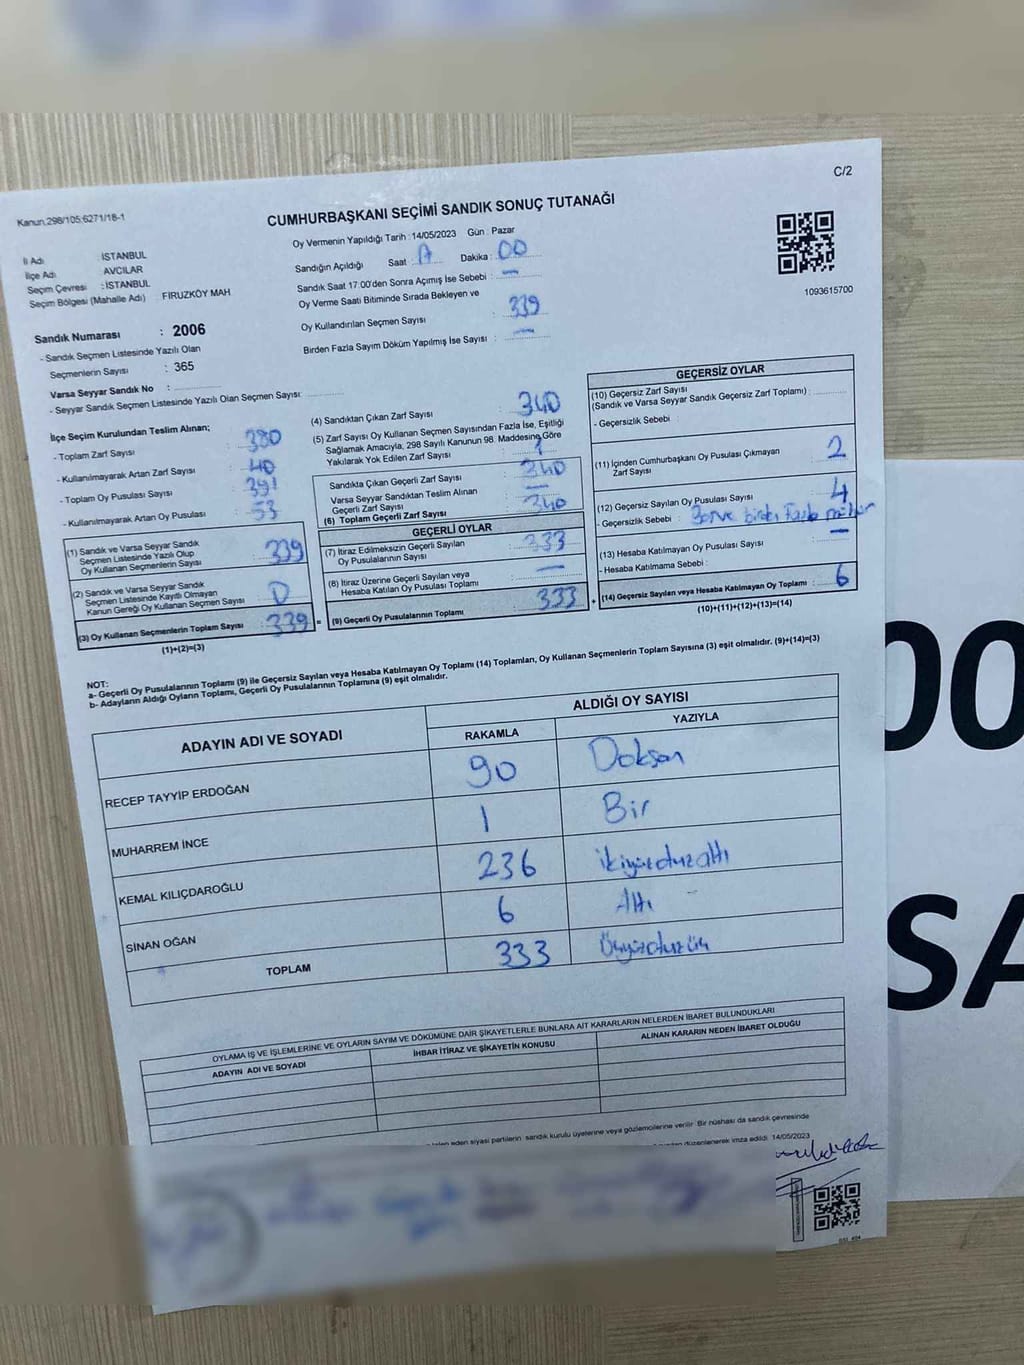 C/2
Kanun.298/105:6271/18-1
CUMHURBAŞKANI SEÇİMİ SANDIK SONUÇ TUTANAĞI
İl Adı : İSTANBUL
İlçe Adı : AVCILAR
Seçim Çevresi : İSTANBUL
Seçim Bölgesi (Mahalle Adı) : FİRUZKÖY MAH
Sandık Numarası : 2006
- Sandık Seçmen Listesinde Yazılı Olan
Seçmenlerin Sayısı : 365
Varsa Seyyar Sandık No :
- Seyyar Sandık Seçmen Listesinde Yazılı Olan Seçmen Sayısı:
Oy Vermenin Yapıldığı Tarih : 14/05/2023 Gün : Pazar
Sandığın Açıldığı Saat : Dakika : 00
Sandık Saat 17:00'den Sonra Açımış İse Sebebi : -
Oy Verme Saati Bitiminde Sırada Bekleyen ve
Oy Kullandırılan Seçmen Sayısı : 339
Birden Fazla Sayım Döküm Yapılmış İse Sayısı : -
1093615700
İlçe Seçim Kurulundan Teslim Alınan;
- Toplam Zarf Sayısı : 380
- Kullanılmayarak Artan Zarf Sayısı : 40
- Toplam Oy Pusulası Sayısı : 391
- Kullanılmayarak Artan Oy Pusulası : 53
(1) Sandık ve Varsa Seyyar Sandık
Seçmen Listesinde Yazılı Olup
Oy Kullanan Seçmenlerin Sayısı : 339
(2) Sandık ve Varsa Seyyar Sandık
Seçmen Listesinde Kayıtlı Olmayan
Kanun Gereği Oy Kullanan Seçmen Sayısı : 0
(3) Oy Kullanan Seçmenlerin Toplam Sayısı : 339
(1)+(2)=(3)
(4) Sandıktan Çıkan Zarf Sayısı : 340
(5) Zarf Sayısı Oy Kullanan Seçmen Sayısından Fazla İse, Eşitliği
Sağlamak Amacıyla, 298 Sayılı Kanunun 98. Maddesine Göre
Yakılarak Yok Edilen Zarf Sayısı : 1
Sandıkta Çıkan Geçerli Zarf Sayısı : 340
Varsa Seyyar Sandıktan Teslim Alınan
Geçerli Zarf Sayısı : -
(6) Toplam Geçerli Zarf Sayısı : 340
GEÇERLİ OYLAR
(7) İtiraz Edilmeksizin Geçerli Sayılan
Oy Pusulalarının Sayısı : 333
(8) İtiraz Üzerine Geçerli Sayılan veya
Hesaba Katılan Oy Pusulası Toplamı : -
(9) Geçerli Oy Pusulalarının Toplamı : 333
GEÇERSİZ OYLAR
(10) Geçersiz Zarf Sayısı
(Sandık ve Varsa Seyyar Sandık Geçersiz Zarf Toplamı) :
- Geçersizlik Sebebi :
(11) İçinden Cumhurbaşkanı Oy Pusulası Çıkmayan
Zarf Sayısı : 2
(12) Geçersiz Sayılan Oy Pusulası Sayısı : 4
- Geçersizlik Sebebi : birden fazla mühür
(13) Hesaba Katılmayan Oy Pusulası Sayısı : -
- Hesaba Katılmama Sebebi :
(14) Geçersiz Sayılan veya Hesaba Katılmayan Oy Toplamı : 6
(10)+(11)+(12)+(13)=(14)
NOT:
a- Geçerli Oy Pusulalarının Toplamı (9) ile Geçersiz Sayılan veya Hesaba Katılmayan Oy Toplamı (14) Toplamları, Oy Kullanan Seçmenlerin Toplam Sayısına (3) eşit olmalıdır. (9)+(14)=(3)
b- Adayların Aldığı Oyların Toplamı, Geçerli Oy Pusulalarının Toplamına (9) eşit olmalıdır.
ADAYIN ADI VE SOYADI
ALDIĞI OY SAYISI
RAKAMLA YAZIYLA
RECEP TAYYİP ERDOĞAN 90 Doksan
MUHARREM İNCE 1 Bir
KEMAL KILIÇDAROĞLU 236 ikiyüzotuzaltı
SİNAN OĞAN 6 Altı
TOPLAM 333 Üçyüzotuzüç
OYLAMA İŞ VE İŞLEMLERİNE VE OYLARIN SAYIM VE DÖKÜMÜNE DAİR ŞİKAYETLERLE BUNLARA AİT KARARLARIN NELERDEN İBARET BULUNDUKLARI
ADAYIN ADI VE SOYADI İHBAR İTİRAZ VE ŞİKAYETİN KONUSU ALINAN KARARIN NEDEN İBARET OLDUĞU
eden siyasi partilerin sandık kurulu üyelerine veya gözlemcilerine verilir. Bir nüshası da sandık çevresinde
düzenlenerek imza edildi. 14/05/2023
00
SA